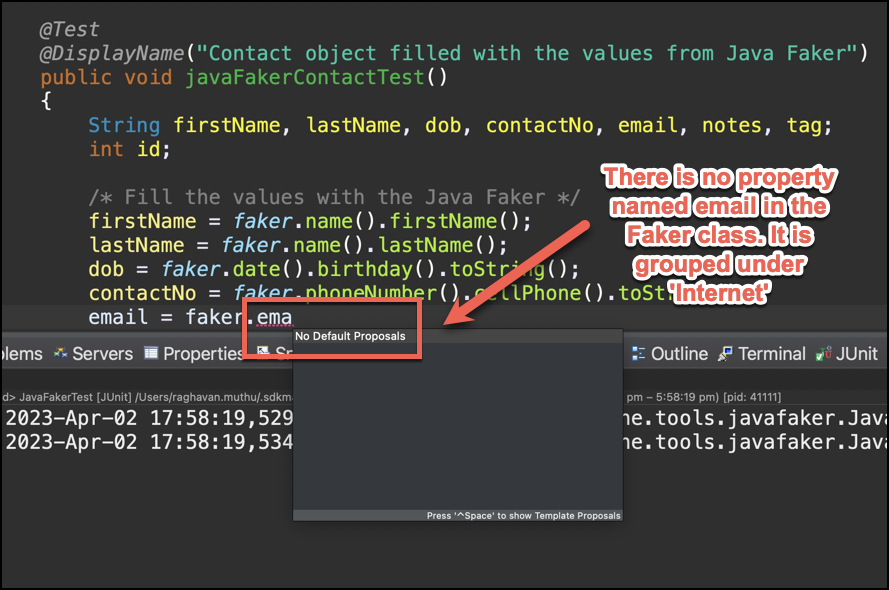 @Test
@DisplayName("Contact object filled with the values from Java Faker")
public void javaFakerContactTest()
{
String firstName, lastName, dob, contactNo, email, notes, tag;
int id;
/* Fill the values with the Java Faker */
firstName = faker.name().firstName();
lastName = faker.name().lastName();
dob = faker.date().birthday().toString();
contactNo = faker.phoneNumber().cellPhone().toSt
email = faker.ema
There is no property
named email in the
Faker class. It is
grouped under
'Internet'
No Default Proposals
blems Servers Properties Outline Terminal JUnit
d> JavaFakerTest [JUnit] /Users/raghavan.muthu/.sdkm pm – 5:58:19 pm) [pid: 41111]
2023-Apr-02 17:58:19,529 ne.tools.javafaker.Java
2023-Apr-02 17:58:19,534 ne.tools.javafaker.Java
Press '^Space' to show Template Proposals